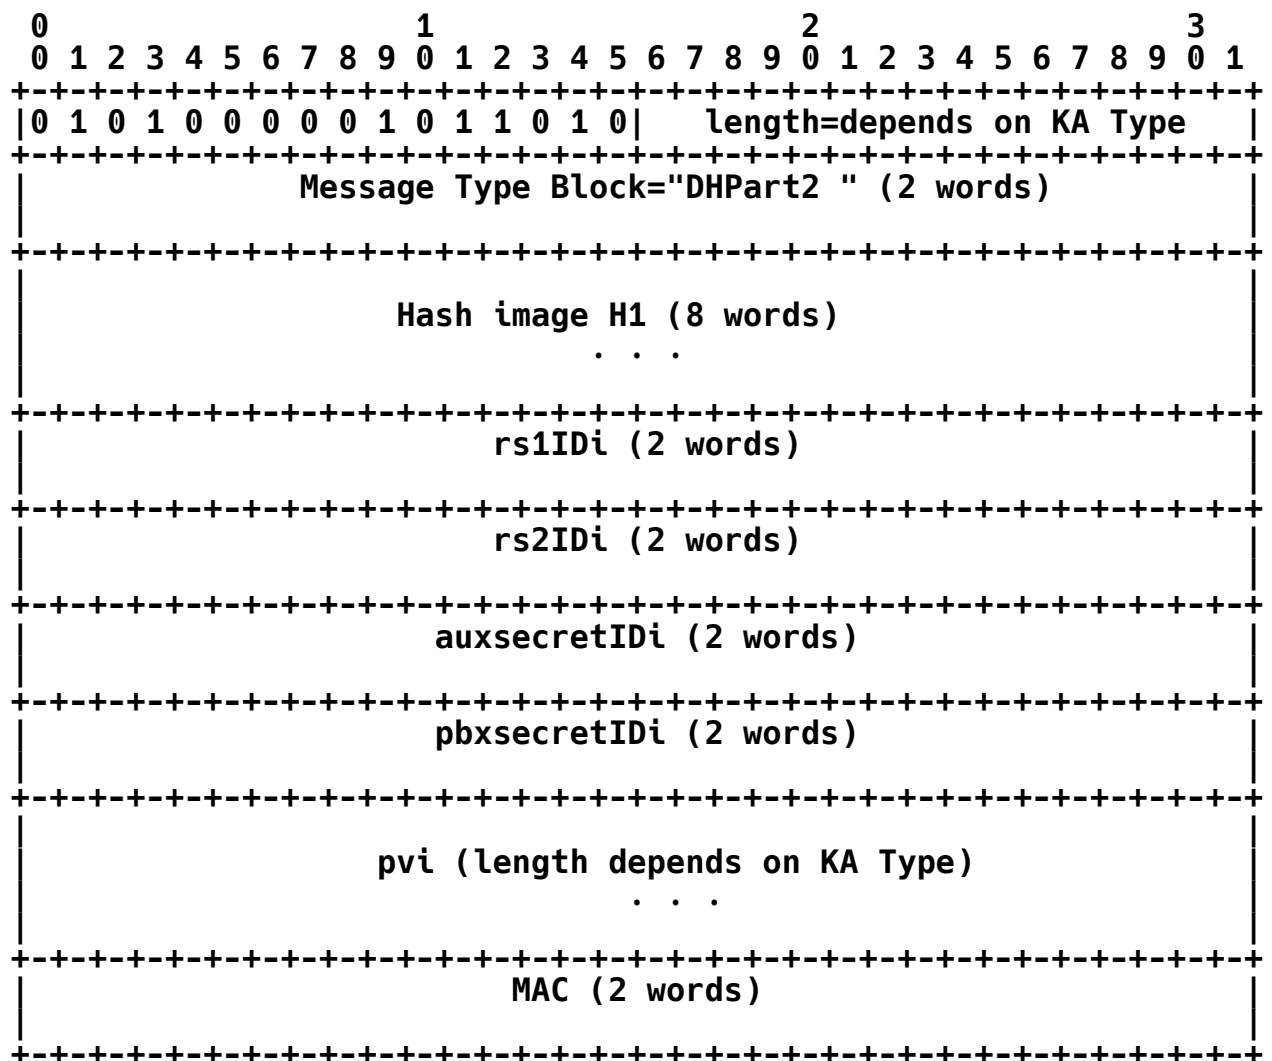 0                   1                   2                   3
 0 1 2 3 4 5 6 7 8 9 0 1 2 3 4 5 6 7 8 9 0 1 2 3 4 5 6 7 8 9 0 1
+-+-+-+-+-+-+-+-+-+-+-+-+-+-+-+-+-+-+-+-+-+-+-+-+-+-+-+-+-+-+-+-+
|0 1 0 1 0 0 0 0 0 1 0 1 1 0 1 0|   length=depends on KA Type   |
+-+-+-+-+-+-+-+-+-+-+-+-+-+-+-+-+-+-+-+-+-+-+-+-+-+-+-+-+-+-+-+-+
|              Message Type Block="DHPart2 " (2 words)          |
|                                                               |
+-+-+-+-+-+-+-+-+-+-+-+-+-+-+-+-+-+-+-+-+-+-+-+-+-+-+-+-+-+-+-+-+
|                                                               |
|                   Hash image H1 (8 words)                     |
|                             . . .                             |
|                                                               |
+-+-+-+-+-+-+-+-+-+-+-+-+-+-+-+-+-+-+-+-+-+-+-+-+-+-+-+-+-+-+-+-+
|                        rs1IDi (2 words)                       |
|                                                               |
+-+-+-+-+-+-+-+-+-+-+-+-+-+-+-+-+-+-+-+-+-+-+-+-+-+-+-+-+-+-+-+-+
|                        rs2IDi (2 words)                       |
|                                                               |
+-+-+-+-+-+-+-+-+-+-+-+-+-+-+-+-+-+-+-+-+-+-+-+-+-+-+-+-+-+-+-+-+
|                     auxsecretIDi (2 words)                    |
|                                                               |
+-+-+-+-+-+-+-+-+-+-+-+-+-+-+-+-+-+-+-+-+-+-+-+-+-+-+-+-+-+-+-+-+
|                     pbxsecretIDi (2 words)                    |
|                                                               |
+-+-+-+-+-+-+-+-+-+-+-+-+-+-+-+-+-+-+-+-+-+-+-+-+-+-+-+-+-+-+-+-+
|                                                               |
|                  pvi (length depends on KA Type)              |
|                               . . .                           |
|                                                               |
+-+-+-+-+-+-+-+-+-+-+-+-+-+-+-+-+-+-+-+-+-+-+-+-+-+-+-+-+-+-+-+-+
|                         MAC (2 words)                         |
|                                                               |
+-+-+-+-+-+-+-+-+-+-+-+-+-+-+-+-+-+-+-+-+-+-+-+-+-+-+-+-+-+-+-+-+